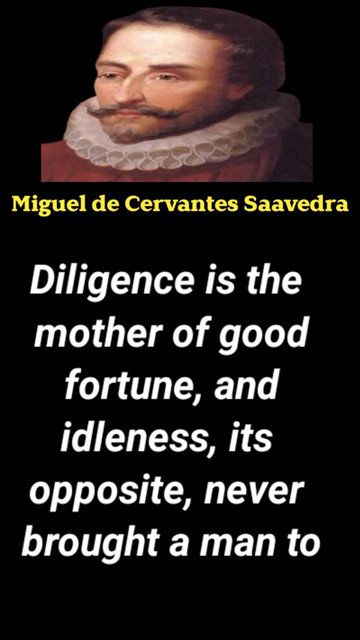 Miguel de Cervantes Saavedra
Diligence is the
mother of good
fortune, and
idleness, its
opposite, never
brought a man to